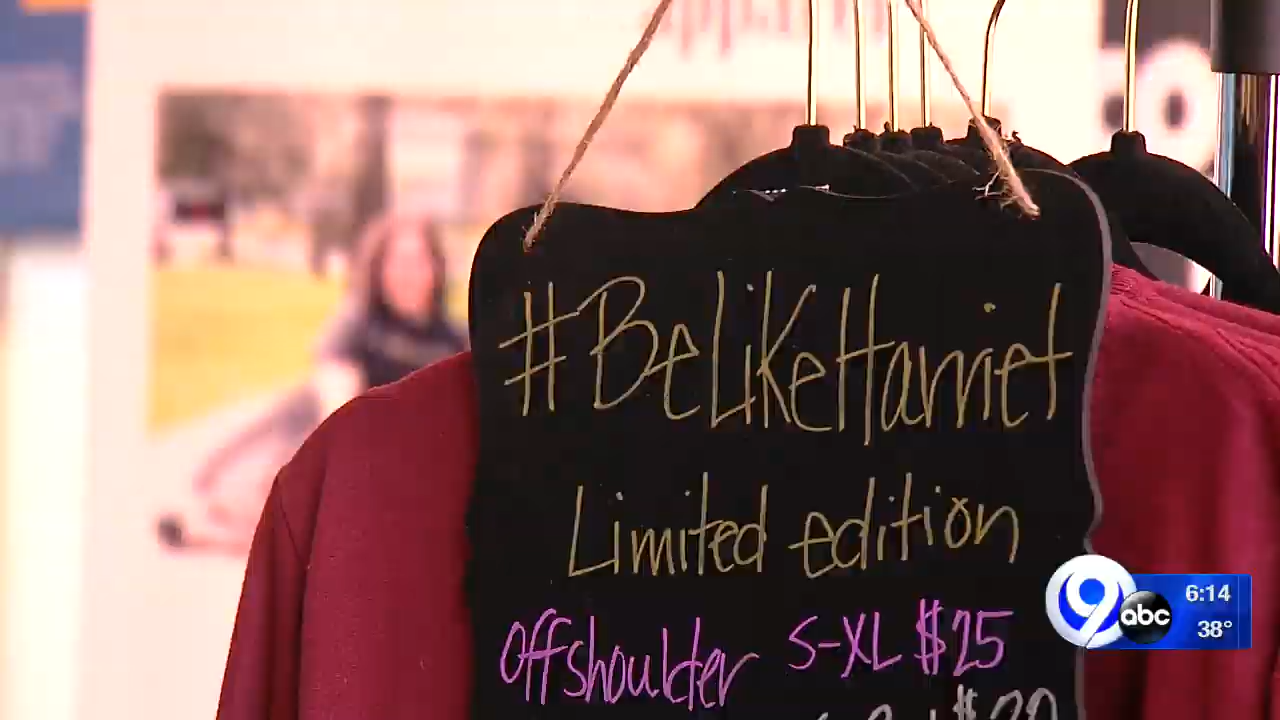 #BeLikeHarriet
Limited edition
Offshoulder S-XL $25
9 abc 6:14
38°